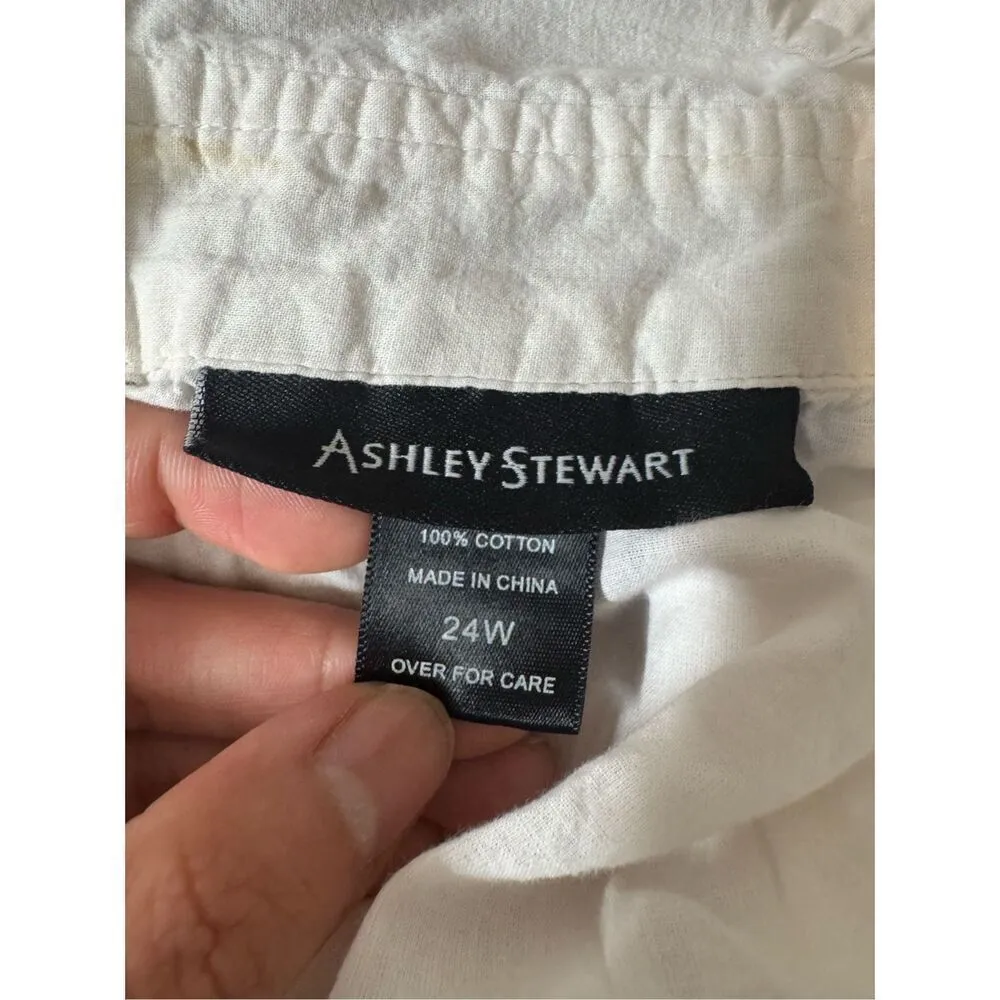 ASHLEY STEWART
100% COTTON
MADE IN CHINA
24W
OVER FOR CARE